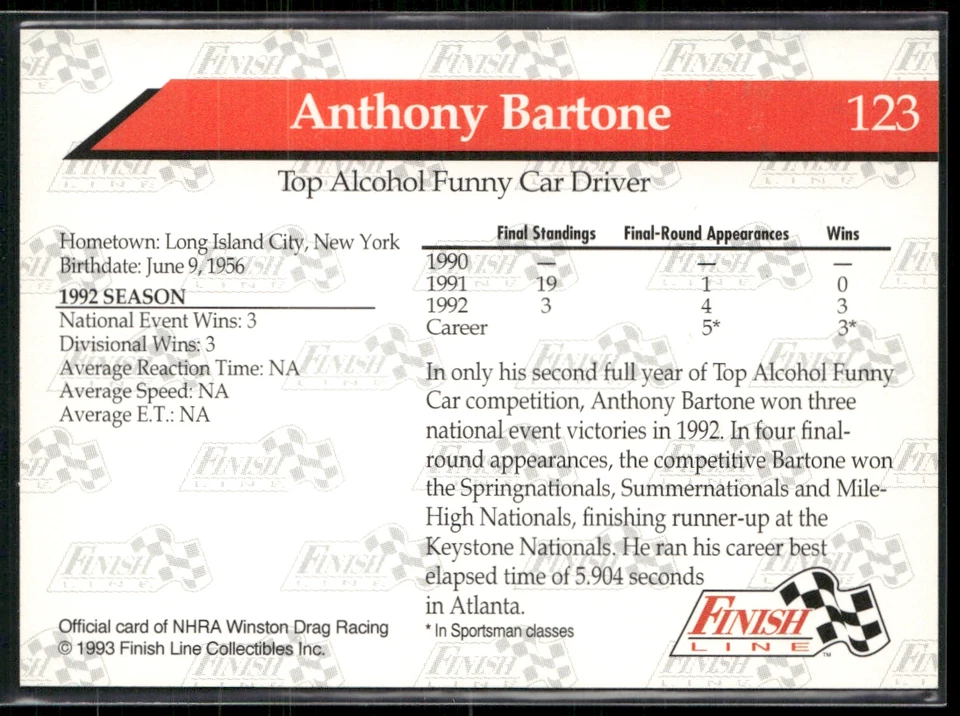 Anthony Bartone 123
Top Alcohol Funny Car Driver
Hometown: Long Island City, New York
Birthdate: June 9, 1956
1992 SEASON
National Event Wins: 3
Divisional Wins: 3
Average Reaction Time: NA
Average Speed: NA
Average E.T.: NA
Final Standings Final-Round Appearances Wins
1990 — — —
1991 19 1 0
1992 3 4 3
Career 5* 3*
In only his second full year of Top Alcohol Funny
Car competition, Anthony Bartone won three
national event victories in 1992. In four final-
round appearances, the competitive Bartone won
the Springnationals, Summernationals and Mile-
High Nationals, finishing runner-up at the
Keystone Nationals. He ran his career best
elapsed time of 5.904 seconds
in Atlanta.
* In Sportsman classes
Official card of NHRA Winston Drag Racing
© 1993 Finish Line Collectibles Inc.
FINISH
LINE™